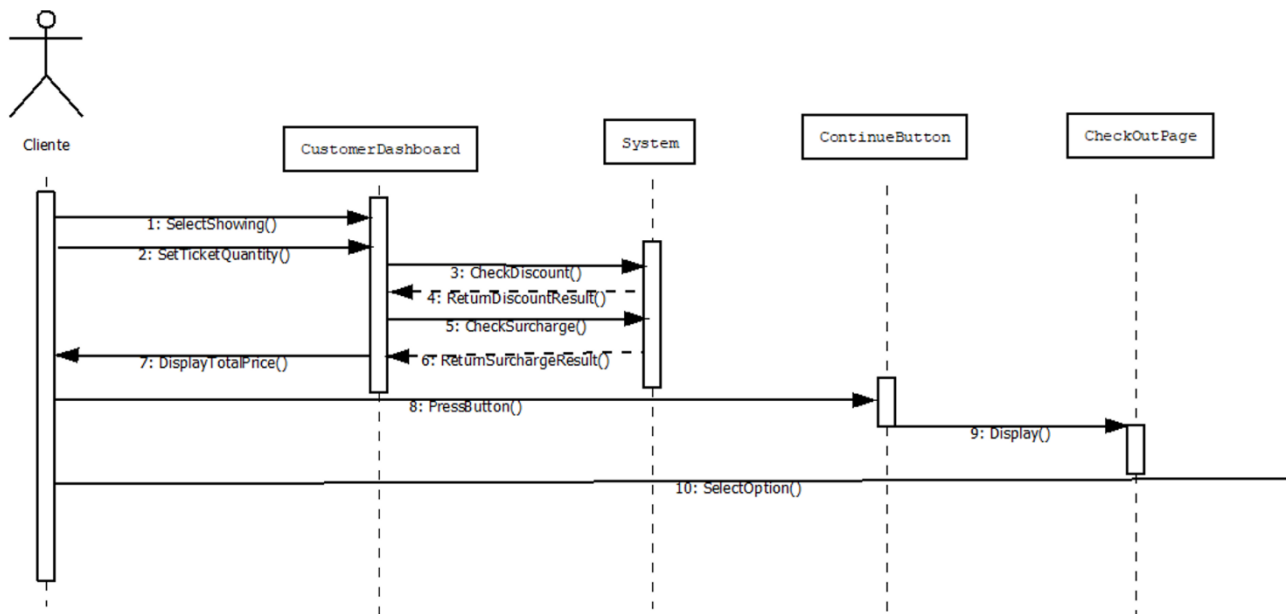 Cliente
CustomerDashboard
System
ContinueButton
CheckOutPage
1: SelectShowing()
2: SetTicketQuantity()
3: CheckDiscount()
4: ReturnDiscountResult()
5: CheckSurcharge()
6: ReturnSurchargeResult()
7: DisplayTotalPrice()
8: PressButton()
9: Display()
10: SelectOption()